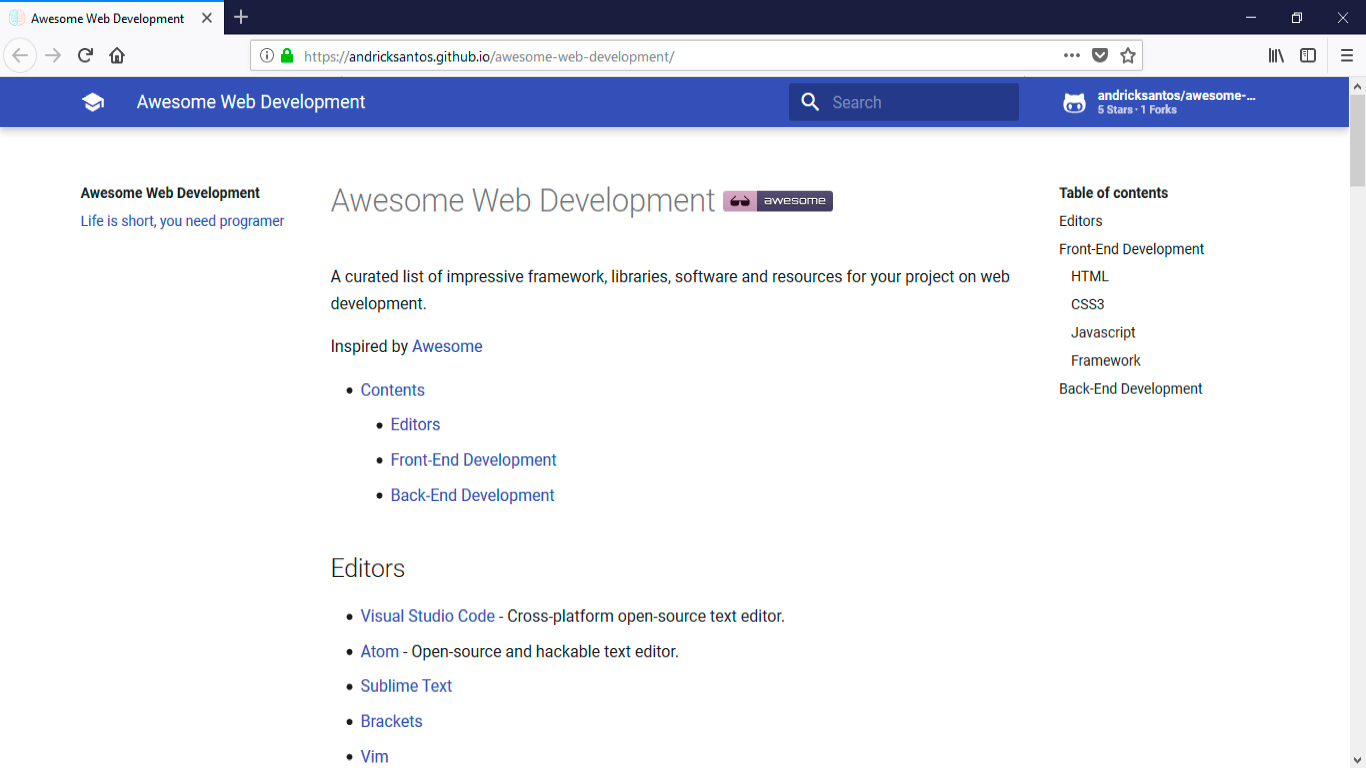 Awesome Web Development
https://andricksantos.github.io/awesome-web-development/
Awesome Web Development
Search
andricksantos/awesome-…
5 Stars · 1 Forks
Awesome Web Development
Life is short, you need programer
Awesome Web Development awesome
A curated list of impressive framework, libraries, software and resources for your project on web
development.
Inspired by Awesome
Contents
Editors
Front-End Development
Back-End Development
Editors
Visual Studio Code - Cross-platform open-source text editor.
Atom - Open-source and hackable text editor.
Sublime Text
Brackets
Vim
Table of contents
Editors
Front-End Development
HTML
CSS3
Javascript
Framework
Back-End Development